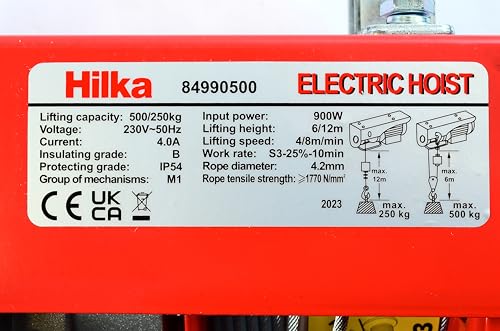 Hilka 84990500 ELECTRIC HOIST
Lifting capacity: 500/250kg
Voltage: 230V~50Hz
Current: 4.0A
Insulating grade: B
Protecting grade: IP54
Group of mechanisms: M1
Input power: 900W
Lifting height: 6/12m
Lifting speed: 4/8m/min
Work rate: S3-25%-10min
Rope diameter: 4.2mm
Rope tensile strength: ≥1770 N/mm²
CE UK CA
2023
max. 12m
max. 250 kg
max. 6m
max. 500 kg